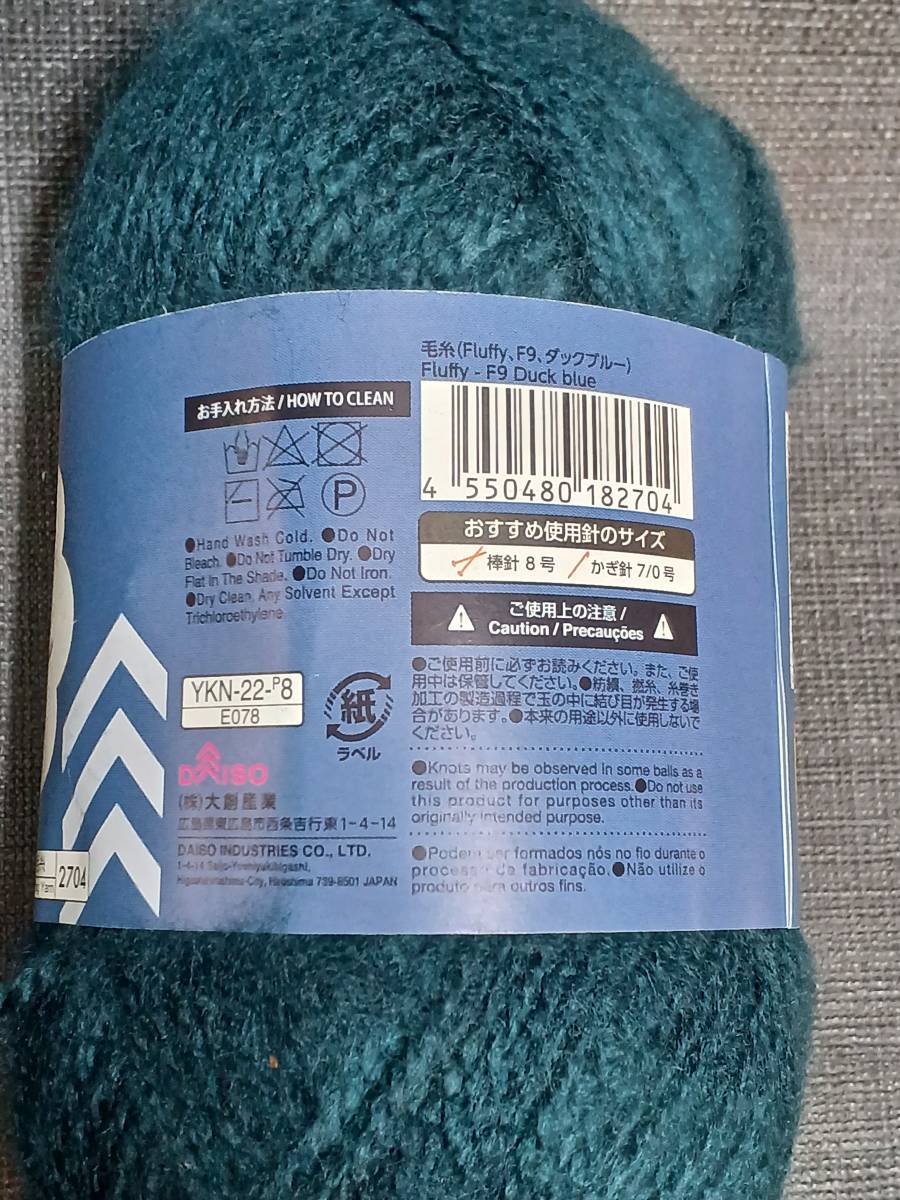 毛糸(Fluffy、F9、ダックブルー)
Fluffy - F9 Duck blue
お手入れ方法 / HOW TO CLEAN
P
●Hand Wash Cold. ●Do Not
Bleach. ●Do Not Tumble Dry. ●Dry
Flat In The Shade. ●Do Not Iron.
●Dry Clean, Any Solvent Except
Trichloroethylene
4 550480 182704
おすすめ使用針のサイズ
棒針 8 号 かぎ針 7/0 号
ご使用上の注意 /
Caution / Precauções
●ご使用前に必ずお読みください。また、ご使
用中は保管してください。●紡績、撚糸、糸巻き
加工の製造過程で玉の中に結び目が発生する場
合があります。●本来の用途以外に使用しないで
ください。
●Knots may be observed in some balls as a
result of the production process. ●Do not use
this product for purposes other than its
originally intended purpose.
●Podem ser formados nós no fio durante o
processo de fabricação. ●Não utilize o
produto para outros fins.
YKN-22-P8
E078
紙
ラベル
DAISO
(株)大創産業
広島県東広島市西条吉行東1-4-14
DAISO INDUSTRIES CO., LTD.
1-4-14 Saijo-Yoshiyukihigashi,
Higashihiroshima-City, Hiroshima 739-8501 JAPAN
2704